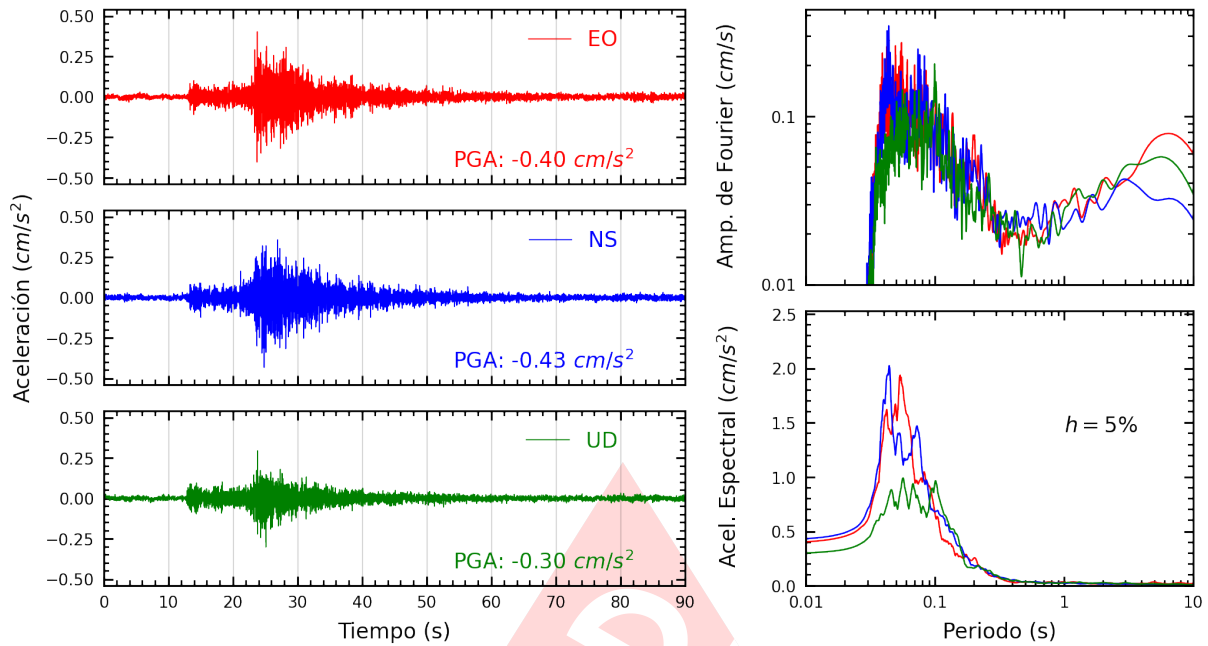 Aceleración (cm/s²)
0.50
0.25
0.00
−0.25
−0.50
EO
PGA: -0.40 cm/s²
0.50
0.25
0.00
−0.25
−0.50
NS
PGA: -0.43 cm/s²
0.50
0.25
0.00
−0.25
−0.50
UD
PGA: -0.30 cm/s²
0 10 20 30 40 50 60 70 80 90
Tiempo (s)
Amp. de Fourier (cm/s)
0.1
0.01
Acel. Espectral (cm/s²)
2.5
2.0
1.5
1.0
0.5
0.0
h = 5%
0.01 0.1 1 10
Periodo (s)